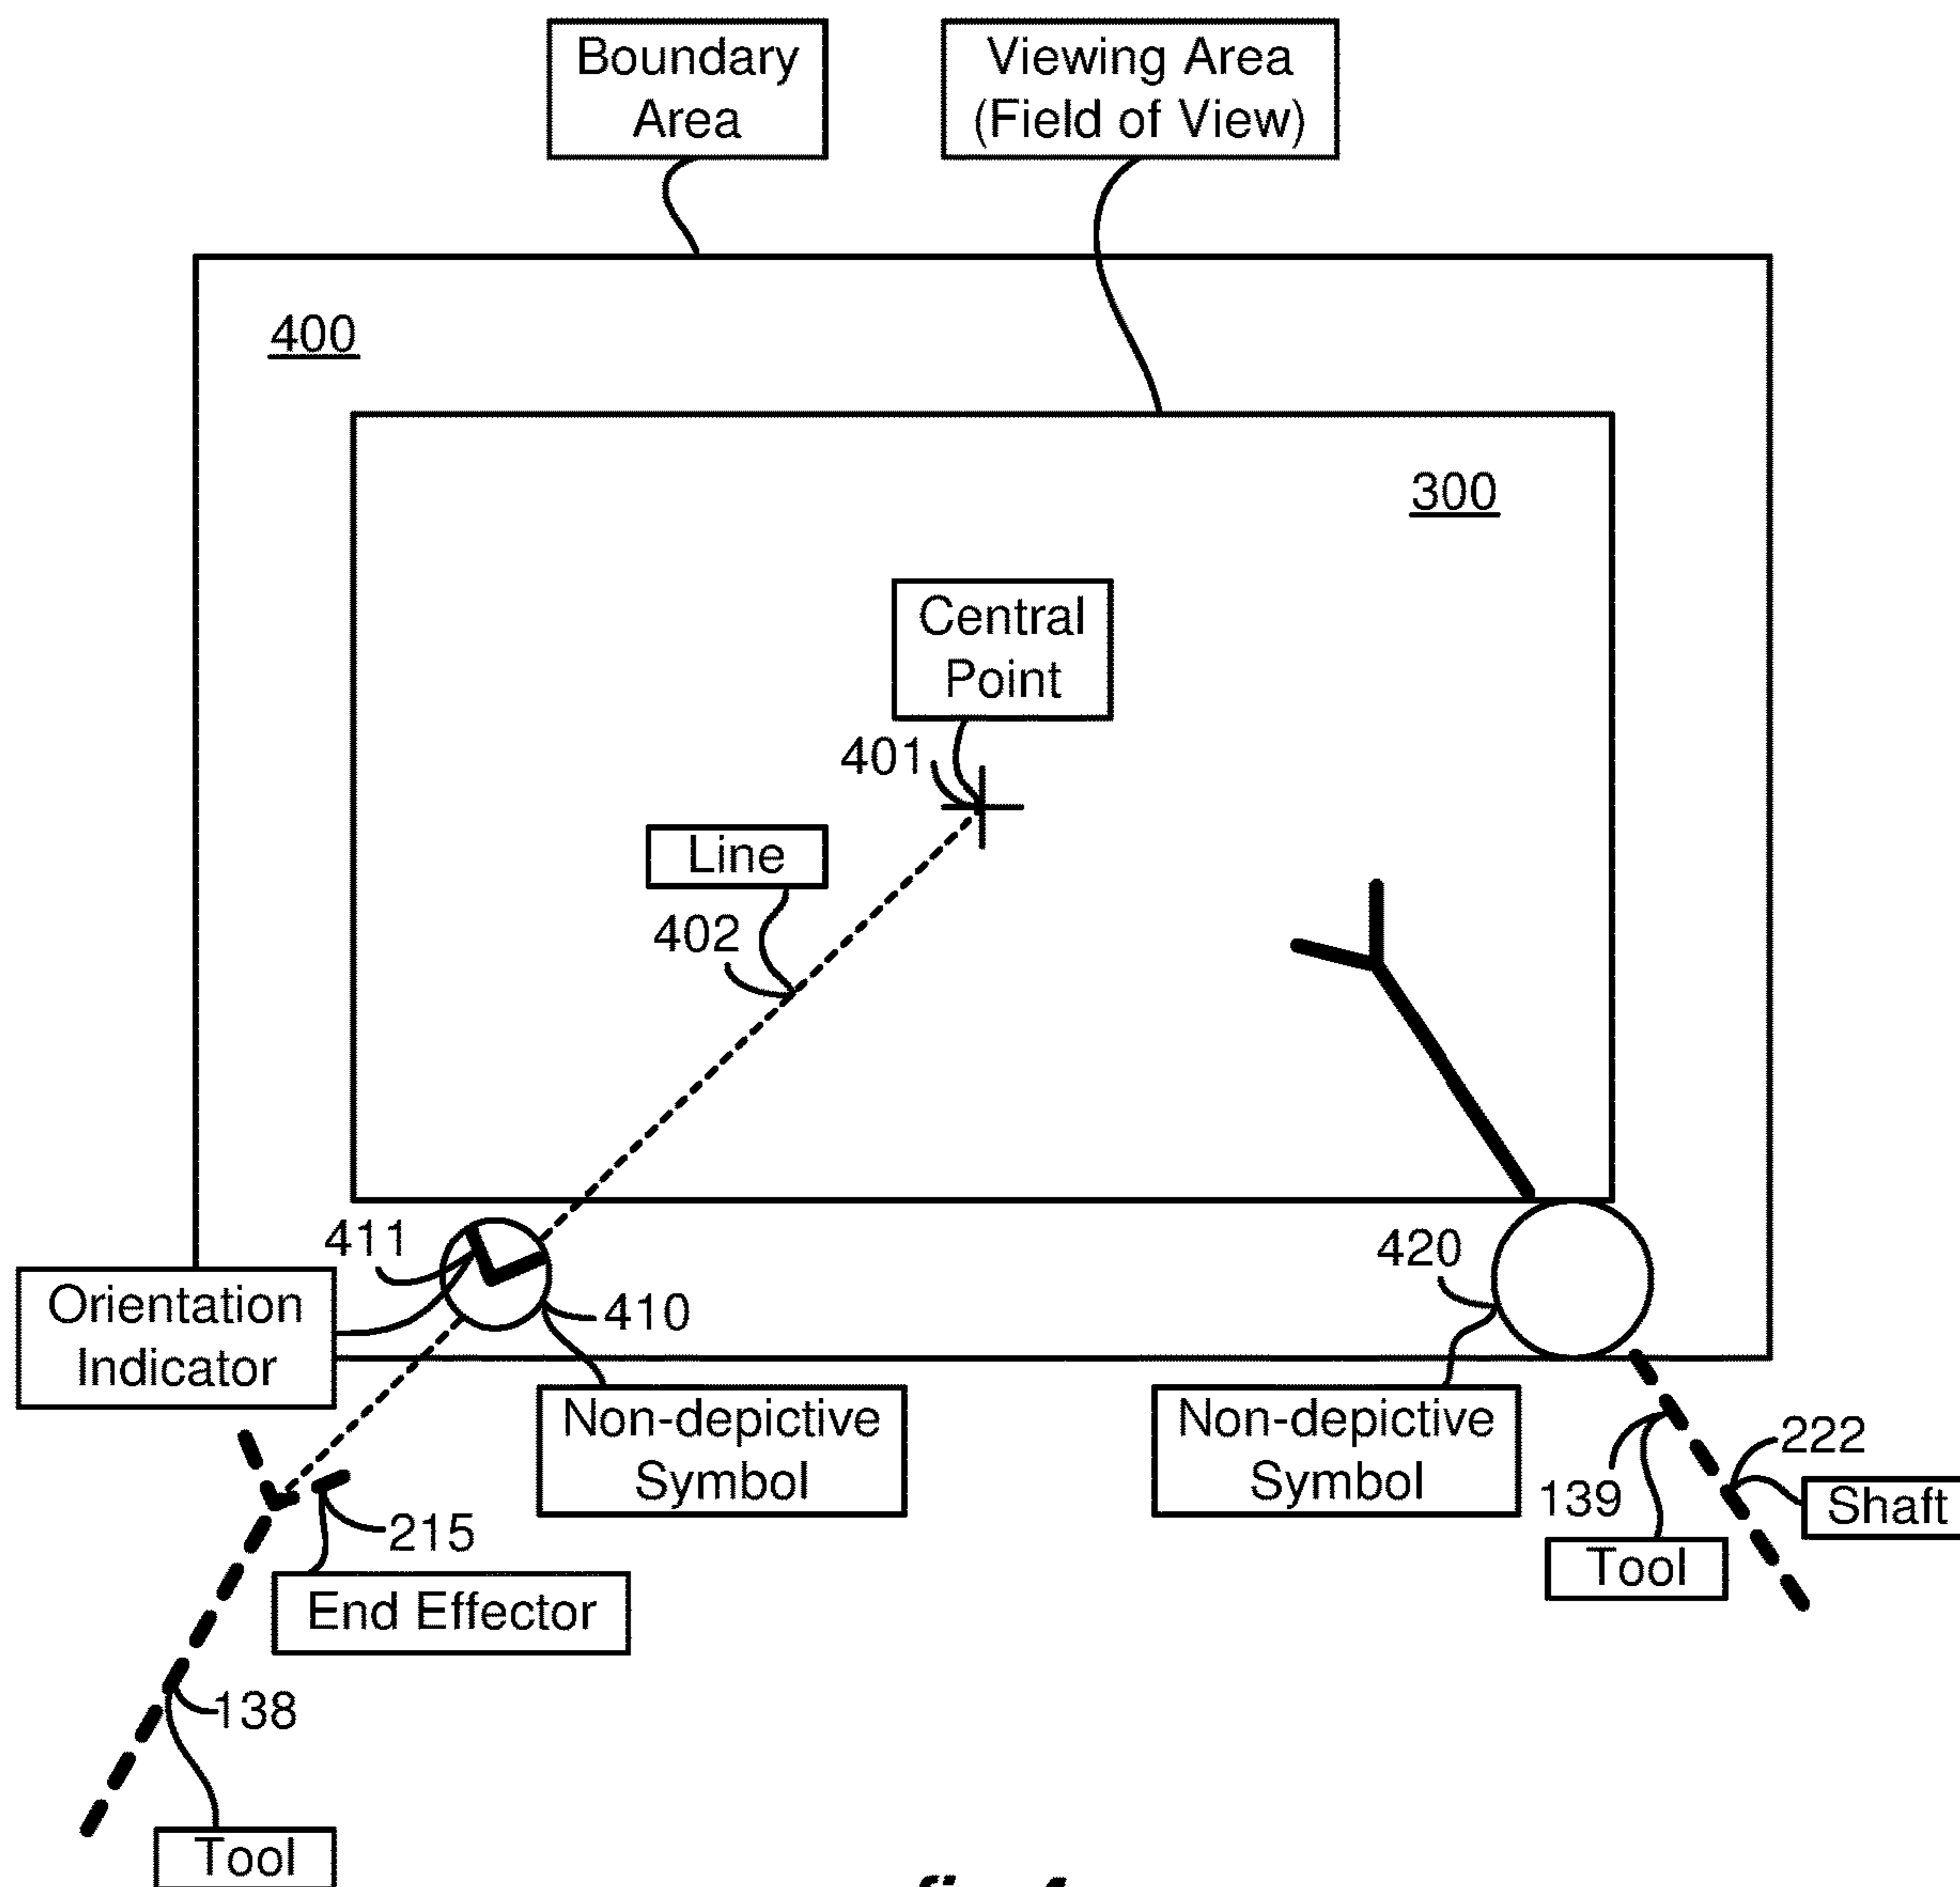 Boundary
Area
Viewing Area
(Field of View)
400
300
Central
Point
401
Line
402
411
Orientation
Indicator
410
420
Non-depictive
Symbol
Non-depictive
Symbol
222
139
Shaft
Tool
215
End Effector
138
Tool